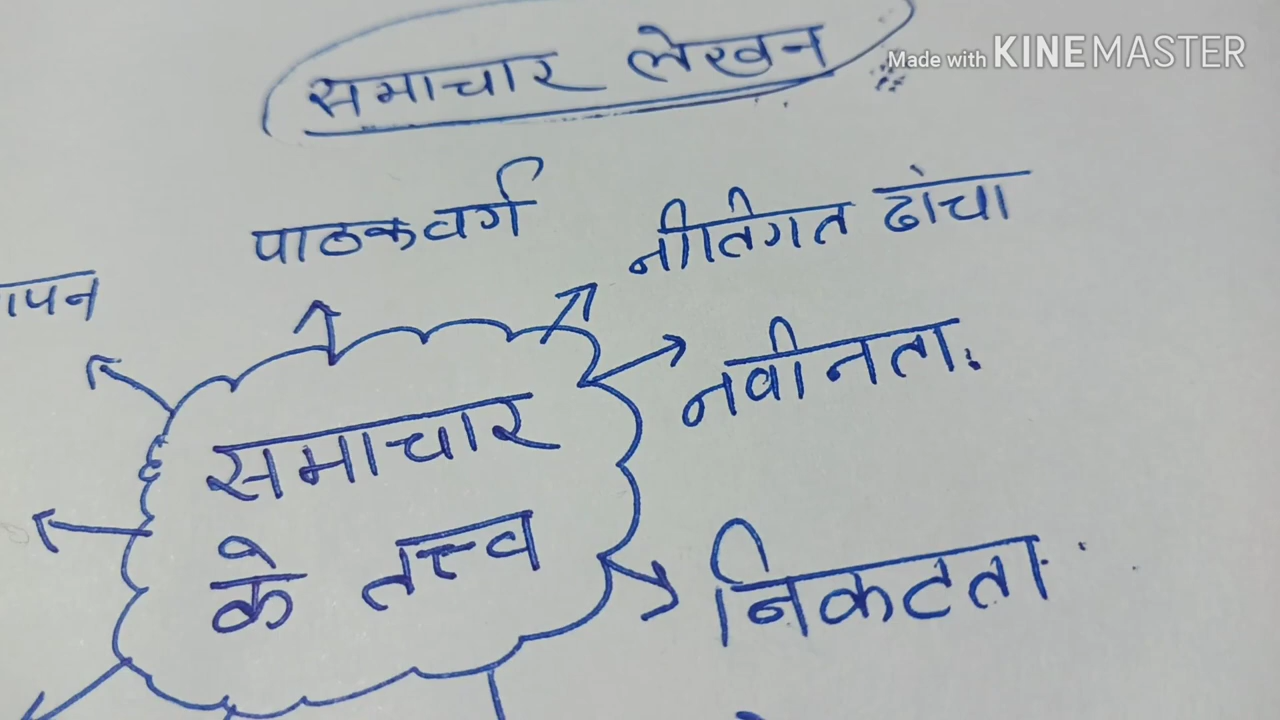 Made with KINEMASTER
समाचार लेखन
पाठकवर्ग
नीतिगत ढांचा
नवीनता
समाचार
के तत्त्व
निकटता